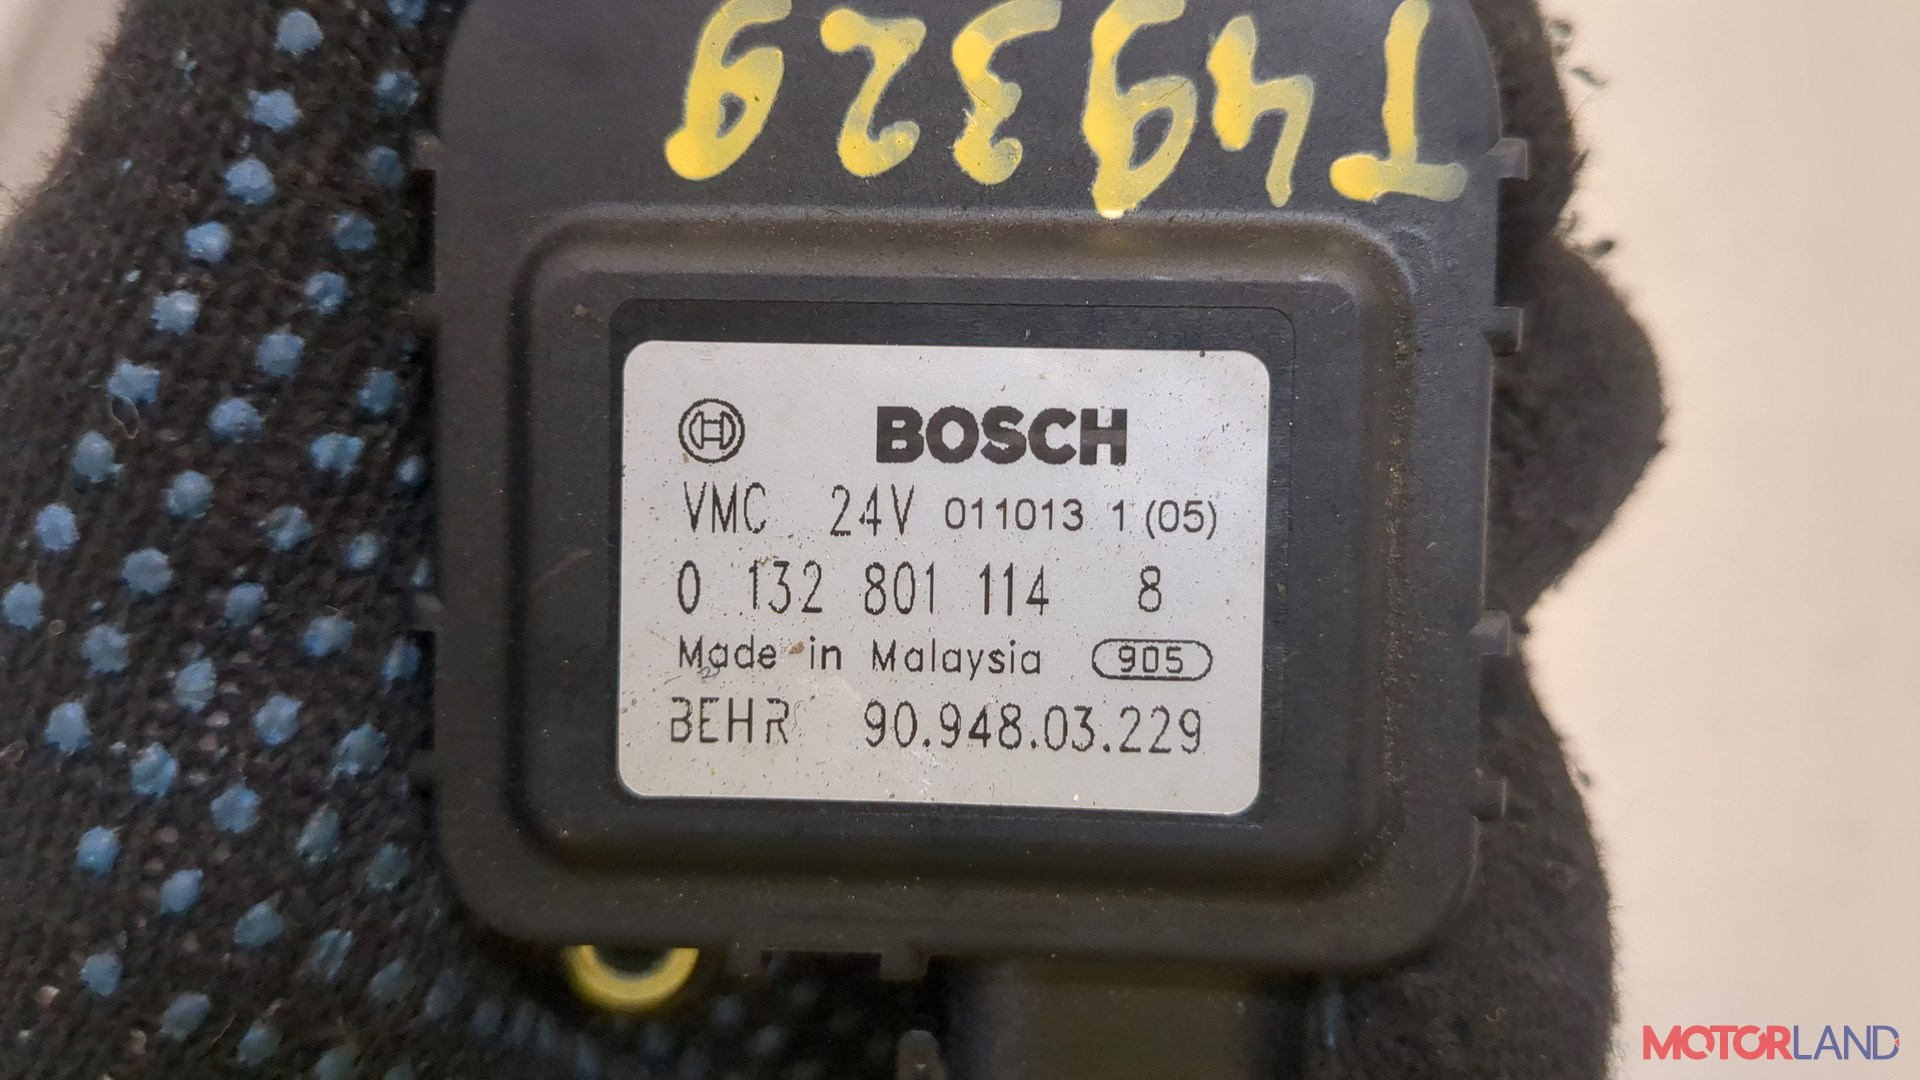 BOSCH
VMC 24V 011013 1 (05)
0 132 801 114 8
Made in Malaysia 905
BEHR 90.948.03.229
MOTORLAND